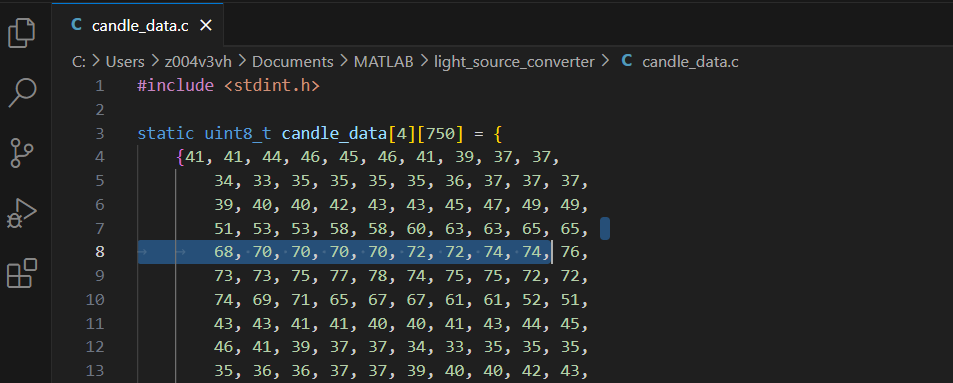 C candle_data.c ×
C: > Users > z004v3vh > Documents > MATLAB > light_source_converter > C candle_data.c
1 #include <stdint.h>
2
3 static uint8_t candle_data[4][750] = {
4 {41, 41, 44, 46, 45, 46, 41, 39, 37, 37,
5 34, 33, 35, 35, 35, 35, 36, 37, 37, 37,
6 39, 40, 40, 42, 43, 43, 45, 47, 49, 49,
7 51, 53, 53, 58, 58, 60, 63, 63, 65, 65,
8 68, 70, 70, 70, 70, 72, 72, 74, 74, 76,
9 73, 73, 75, 77, 78, 74, 75, 75, 72, 72,
10 74, 69, 71, 65, 67, 67, 61, 61, 52, 51,
11 43, 43, 41, 41, 40, 40, 41, 43, 44, 45,
12 46, 41, 39, 37, 37, 34, 33, 35, 35, 35,
13 35, 36, 36, 37, 37, 39, 40, 40, 42, 43,